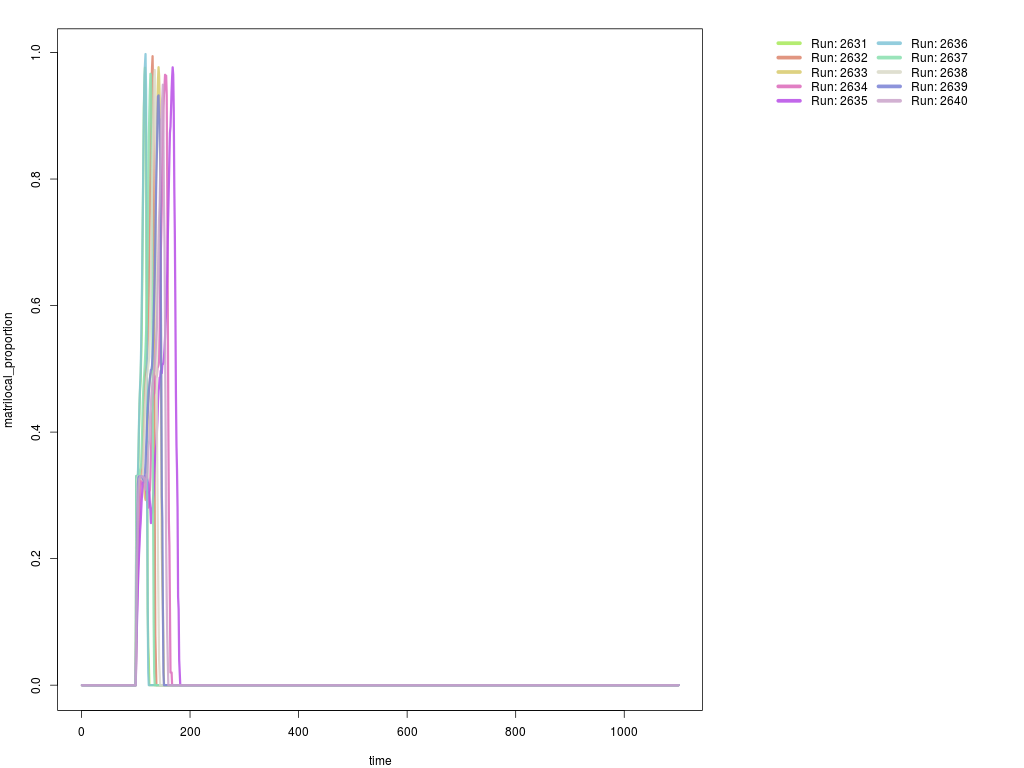 Run: 2631 Run: 2636
Run: 2632 Run: 2637
Run: 2633 Run: 2638
Run: 2634 Run: 2639
Run: 2635 Run: 2640
matrilocal_proportion
1.0
0.8
0.6
0.4
0.2
0.0
0 200 400 600 800 1000
time